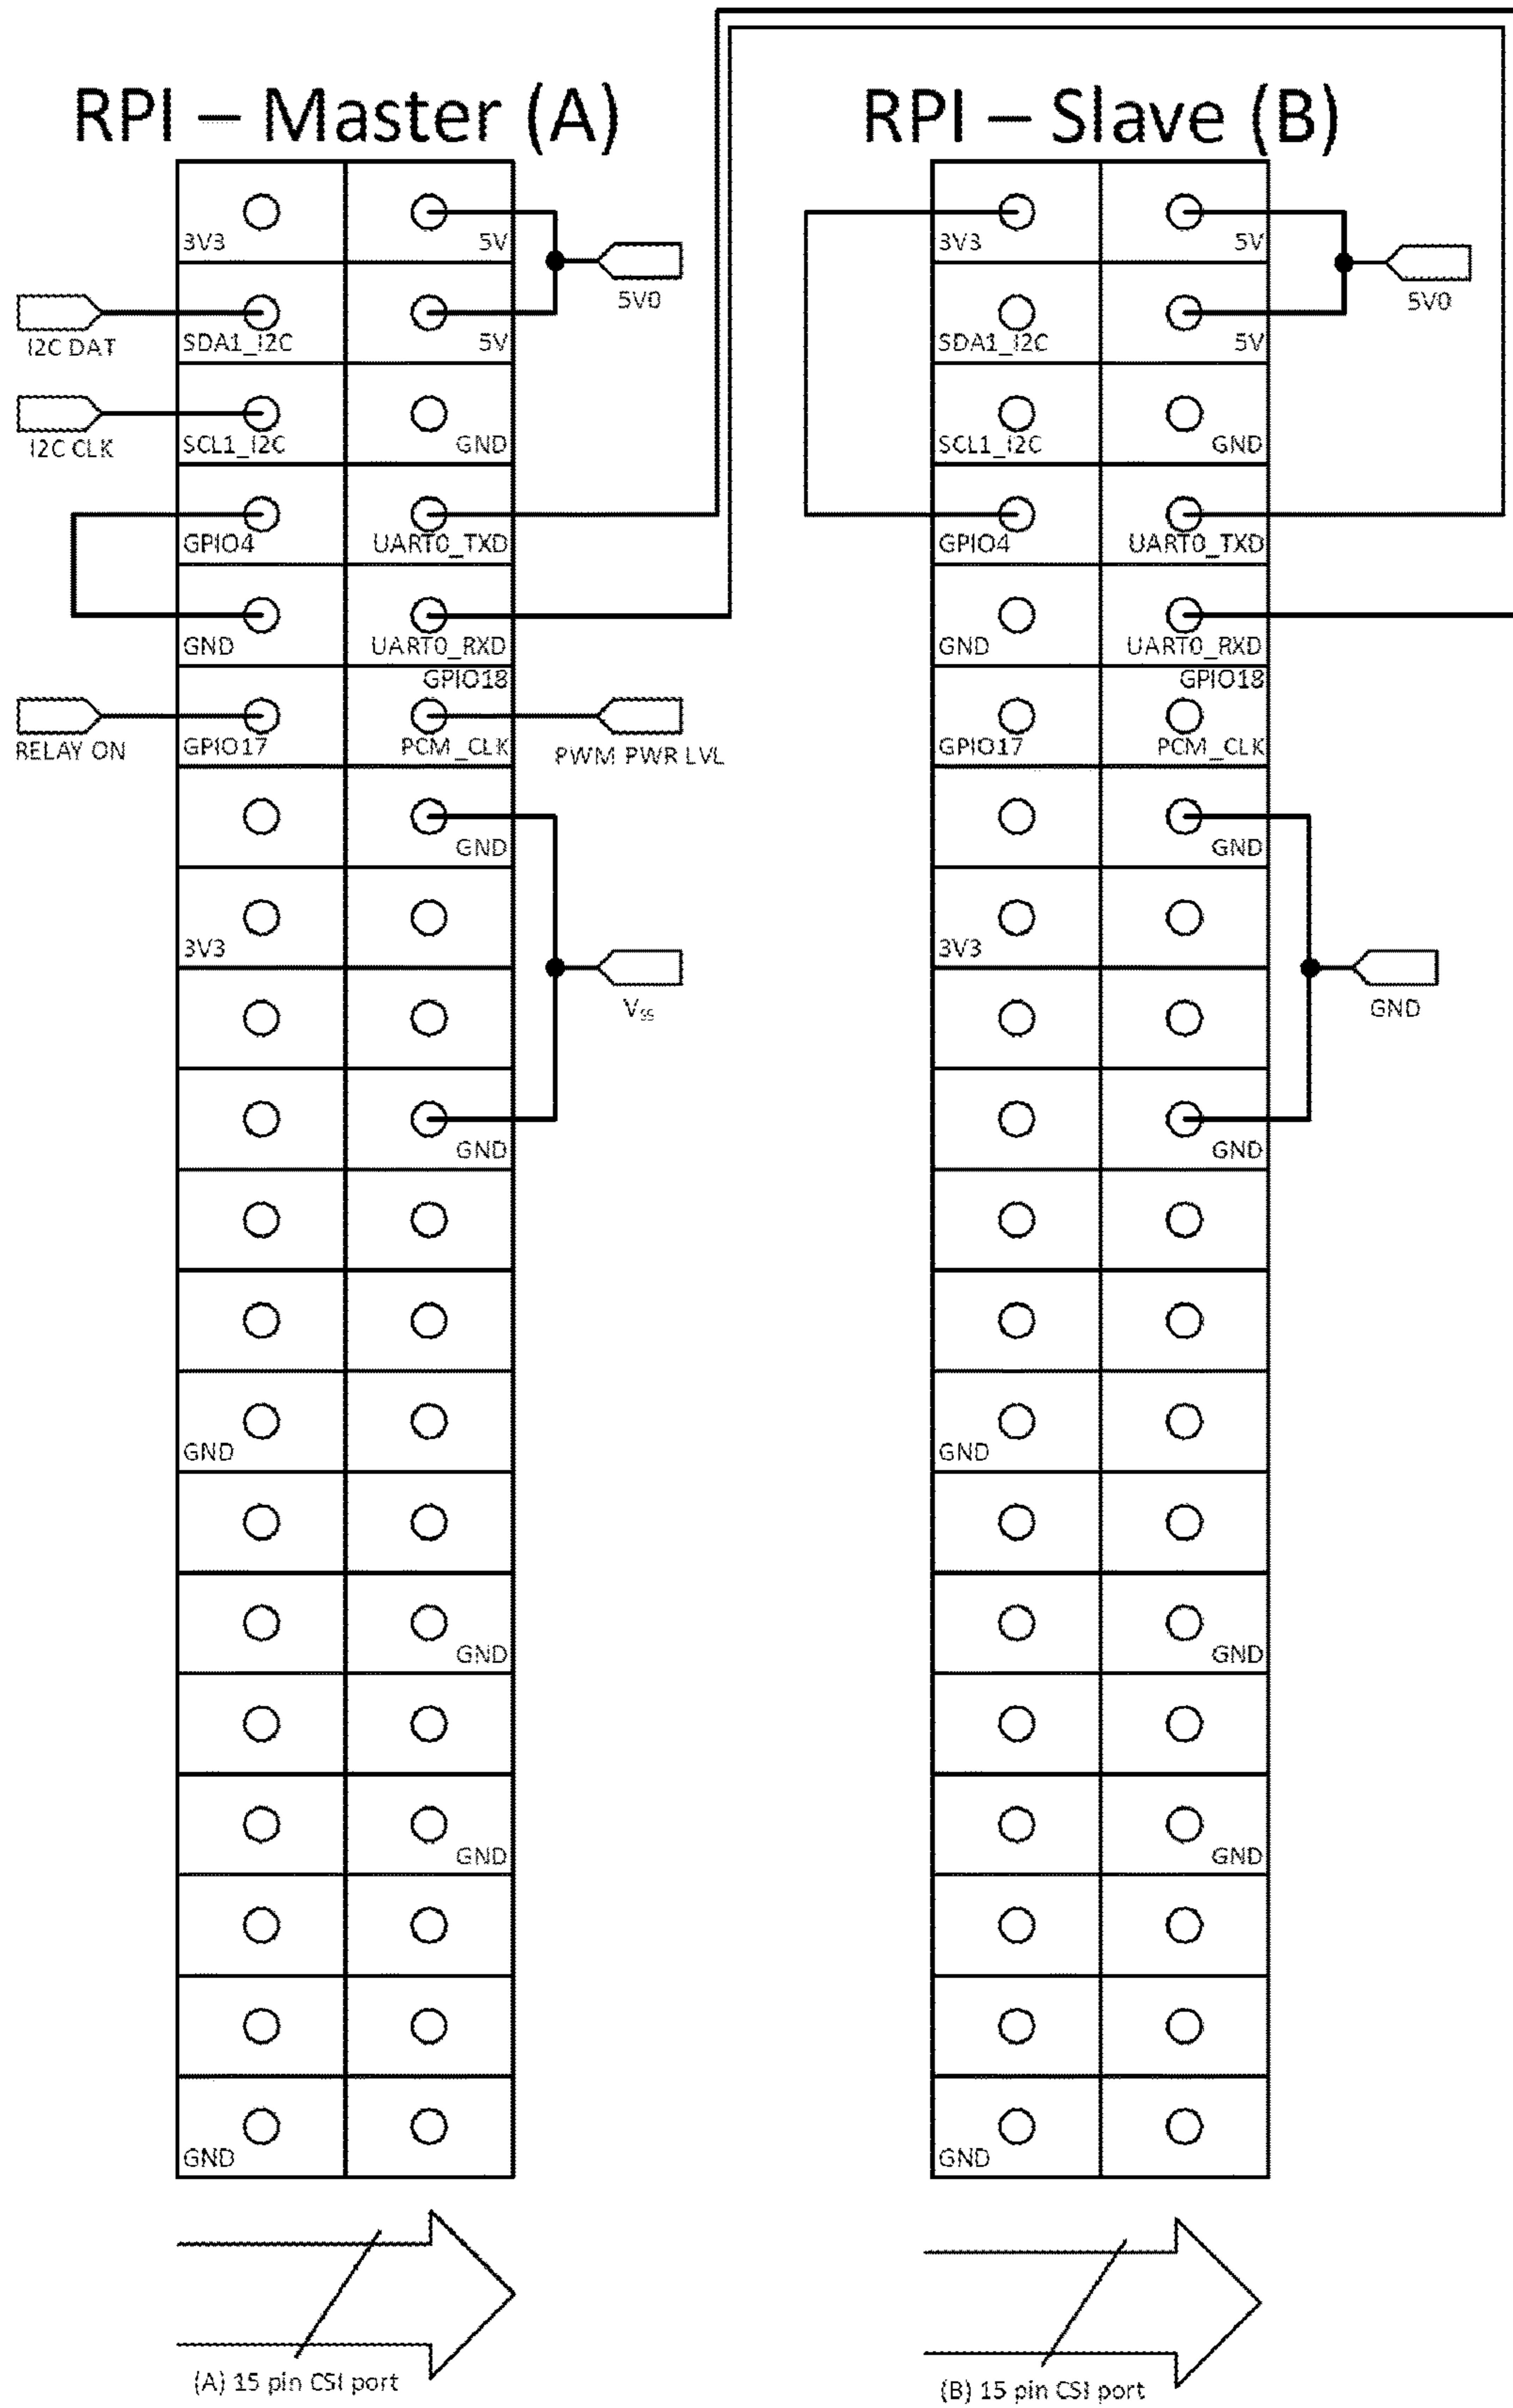 RPI – Master (A)
RPI – Slave (B)
3V3
5V
5V0
I2C DAT
SDA1_I2C
5V
I2C CLK
SCL1_I2C
GND
GPIO4
UART0_TXD
GND
UART0_RXD
RELAY ON
GPIO17
GPIO18
PCM_CLK
PWM PWR LVL
GND
3V3
Vss
GND
GND
GND
GND
GND
(A) 15 pin CSI port
3V3
5V
5V0
SDA1_I2C
5V
SCL1_I2C
GND
GPIO4
UART0_TXD
GND
UART0_RXD
GPIO17
GPIO18
PCM_CLK
GND
3V3
GND
GND
GND
GND
GND
GND
(B) 15 pin CSI port